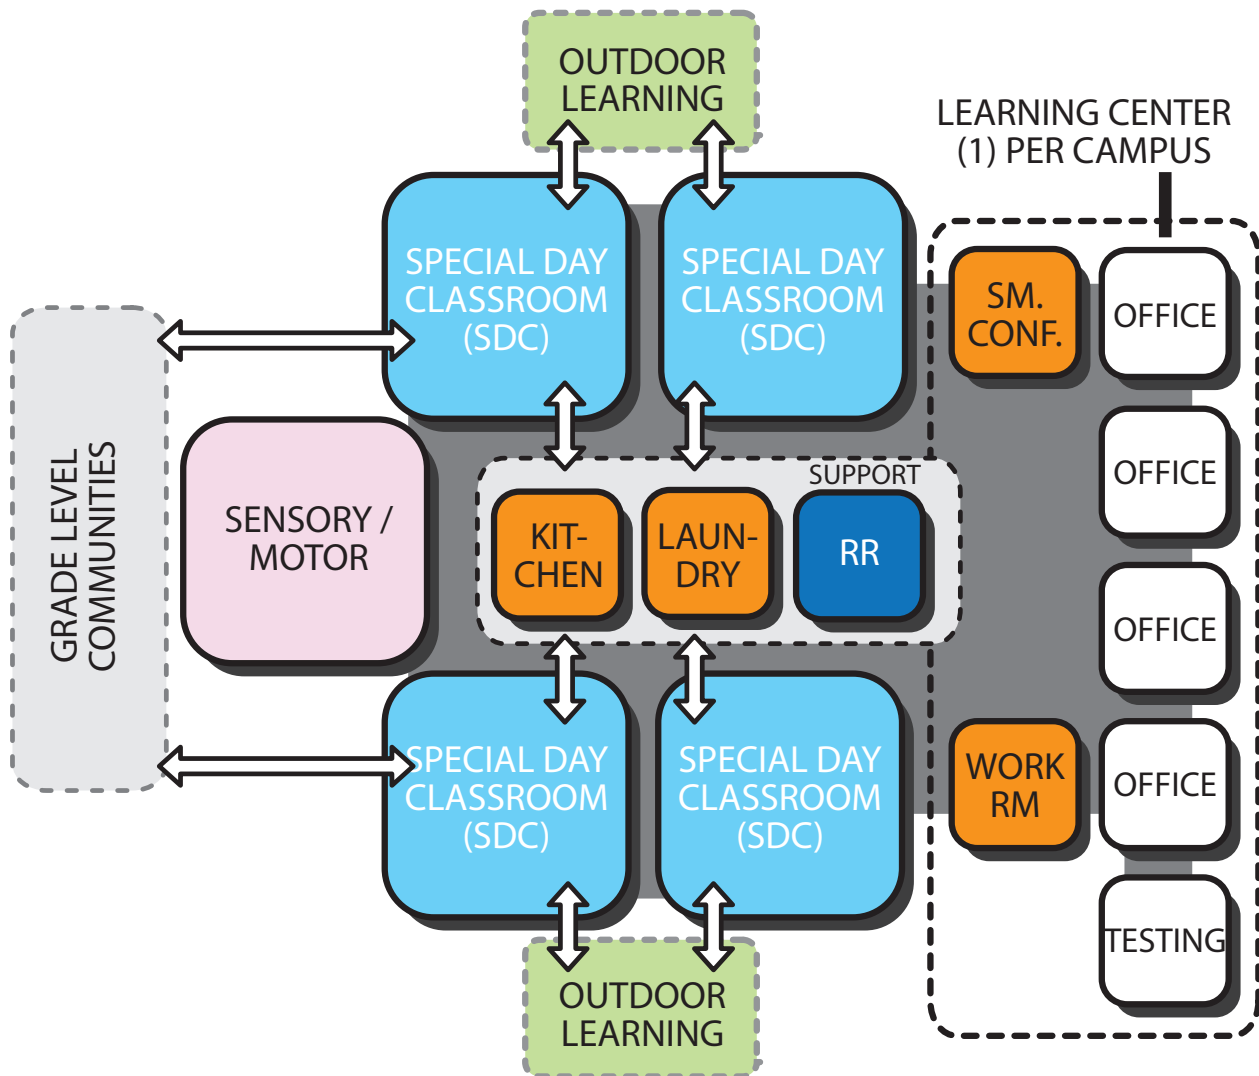 OUTDOOR
LEARNING
LEARNING CENTER
(1) PER CAMPUS
SPECIAL DAY
CLASSROOM
(SDC)
SPECIAL DAY
CLASSROOM
(SDC)
SM.
CONF.
OFFICE
GRADE LEVEL
COMMUNITIES
SENSORY /
MOTOR
SUPPORT
KIT-
CHEN
LAUN-
DRY
RR
OFFICE
OFFICE
SPECIAL DAY
CLASSROOM
(SDC)
SPECIAL DAY
CLASSROOM
(SDC)
WORK
RM
OFFICE
TESTING
OUTDOOR
LEARNING